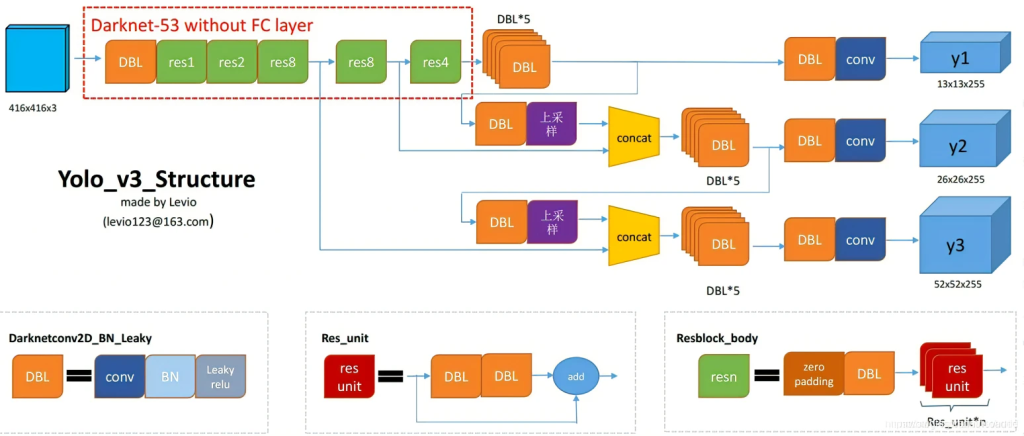 Darknet-53 without FC layer
DBL*5
DBL
res1
res2
res8
res8
res4
DBL
DBL
conv
y1
416x416x3
13x13x255
DBL
上采样
concat
DBL
DBL
conv
y2
DBL*5
26x26x255
Yolo_v3_Structure
made by Levio
(levio123@163.com)
DBL
上采样
concat
DBL
DBL
conv
y3
DBL*5
52x52x255
Darknetconv2D_BN_Leaky
DBL
conv
BN
Leaky
relu
Res_unit
res
unit
DBL
DBL
add
Resblock_body
resn
zero
padding
DBL
res
unit
Res_unit*n